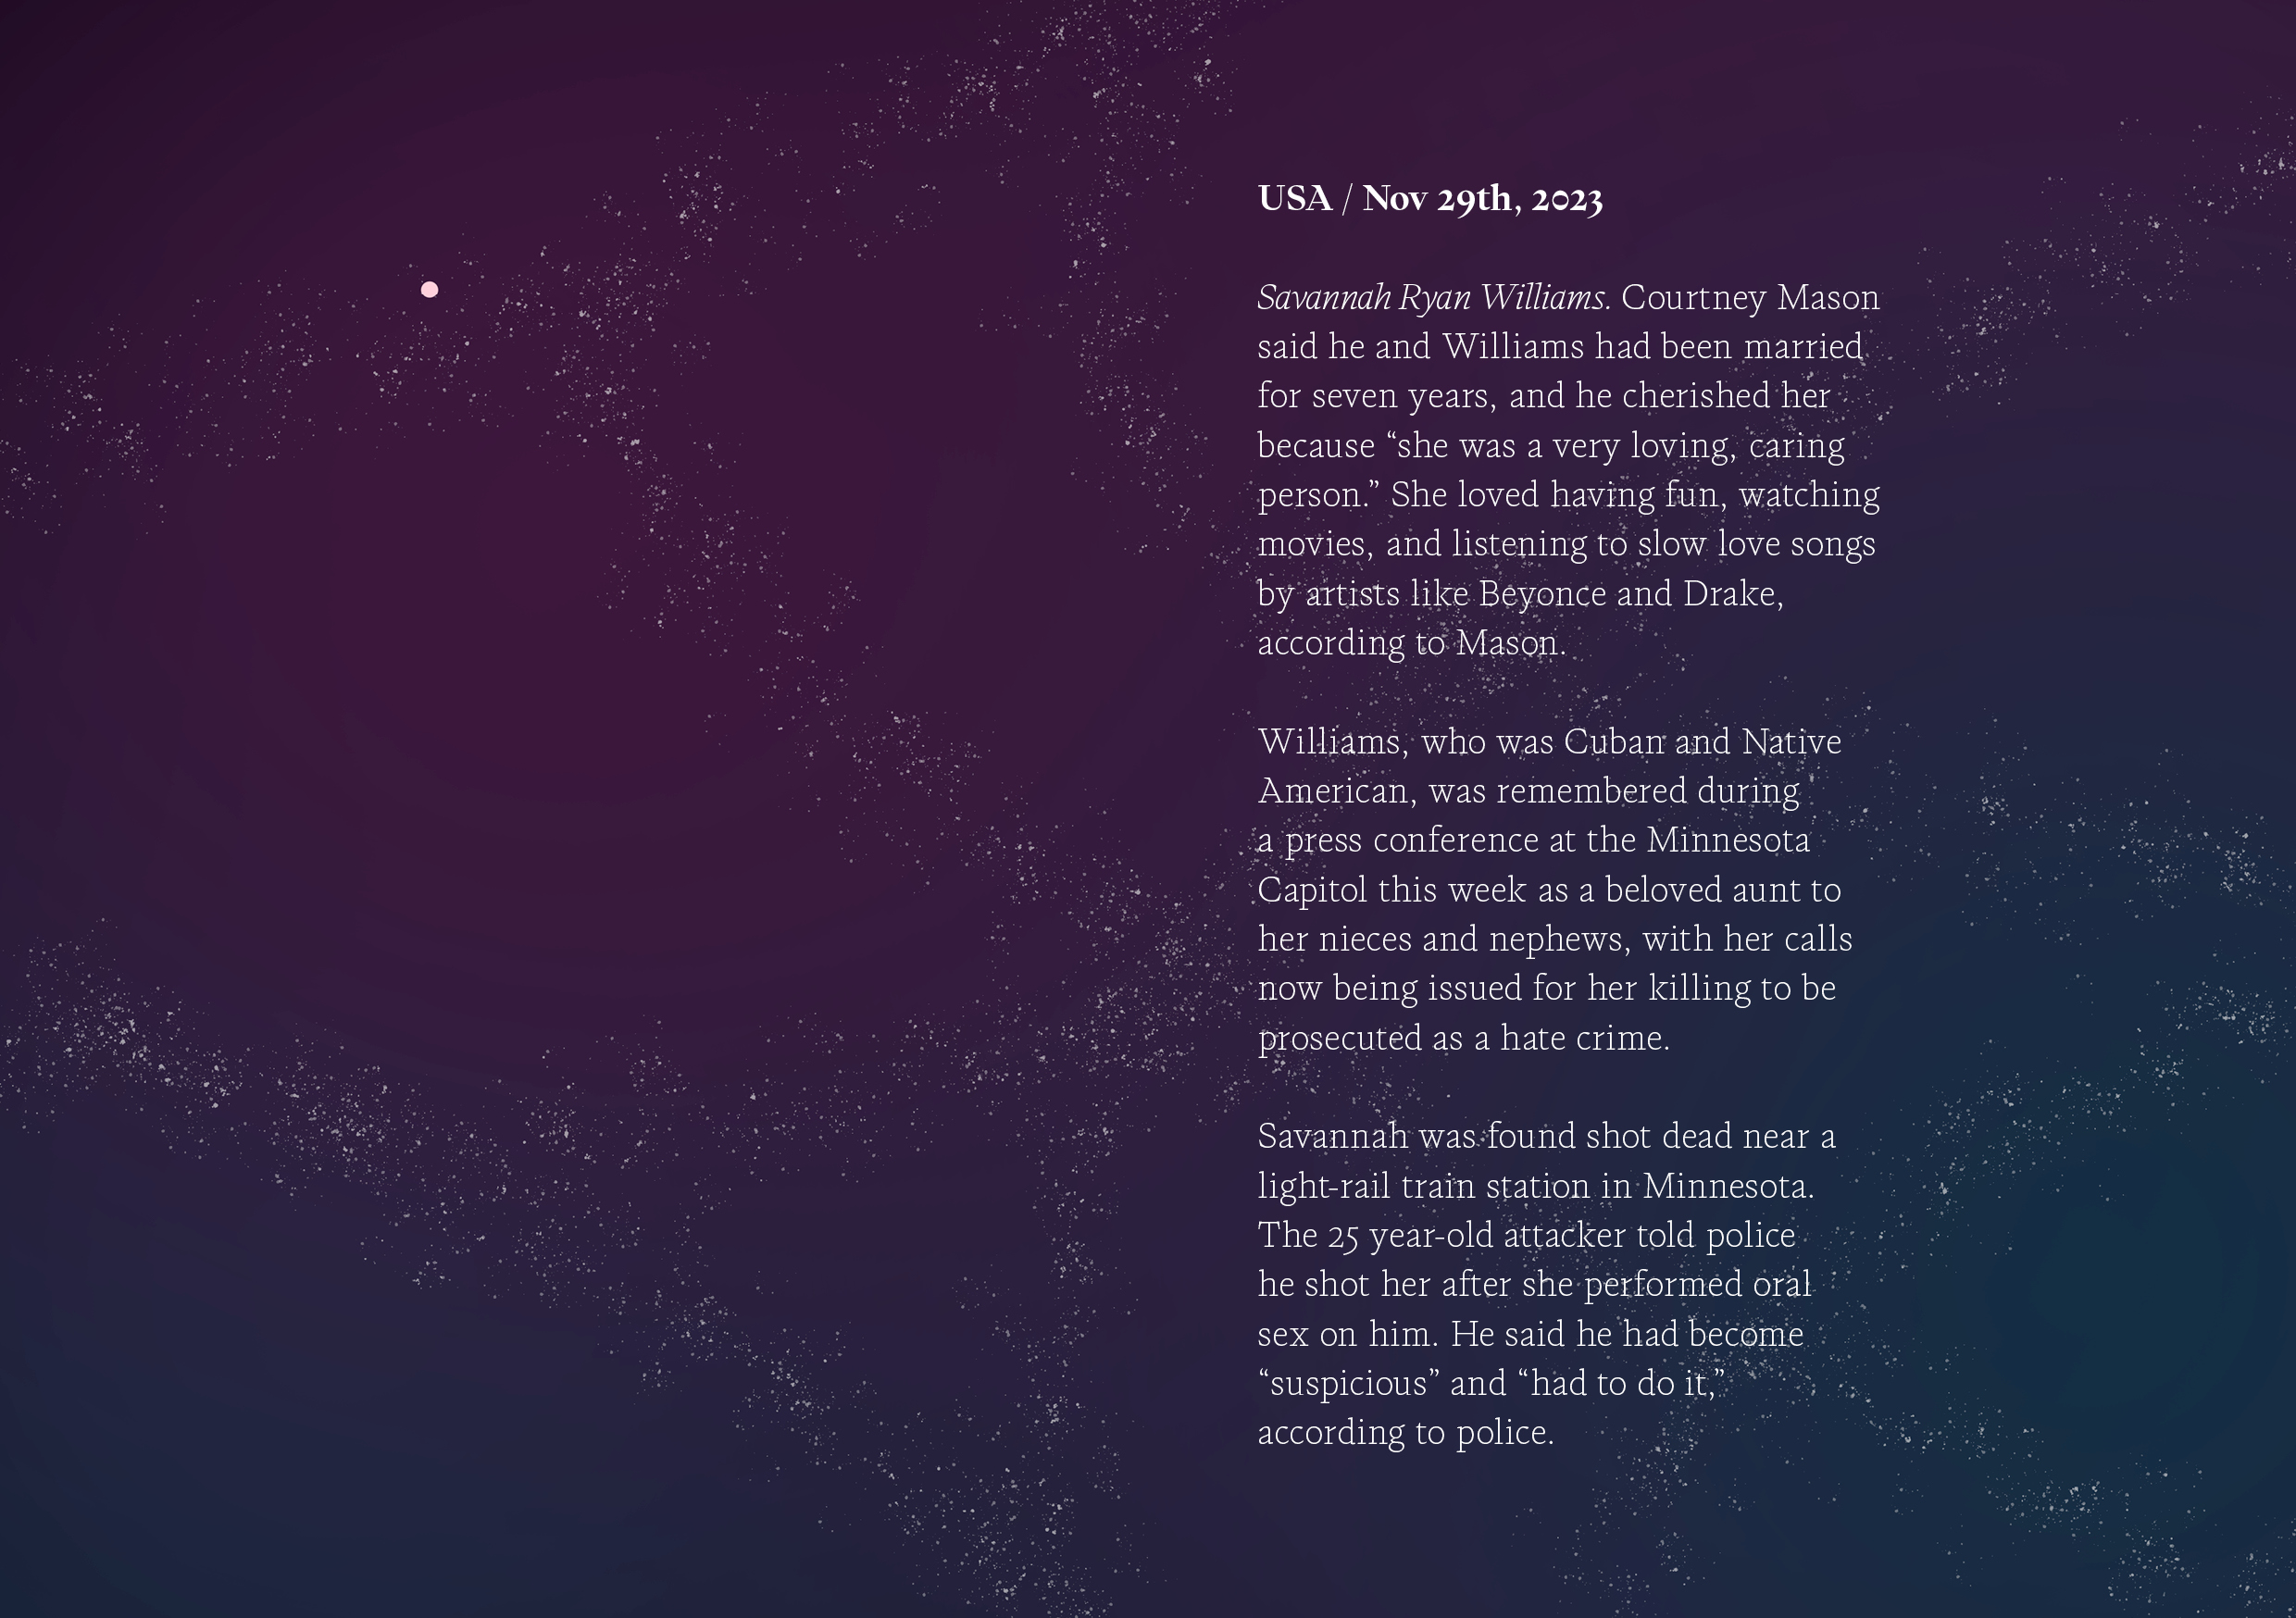 USA / Nov 29th, 2023
Savannah Ryan Williams. Courtney Mason
said he and Williams had been married
for seven years, and he cherished her
because “she was a very loving, caring
person.” She loved having fun, watching
movies, and listening to slow love songs
by artists like Beyonce and Drake,
according to Mason.
Williams, who was Cuban and Native
American, was remembered during
a press conference at the Minnesota
Capitol this week as a beloved aunt to
her nieces and nephews, with her calls
now being issued for her killing to be
prosecuted as a hate crime.
Savannah was found shot dead near a
light-rail train station in Minnesota.
The 25 year-old attacker told police
he shot her after she performed oral
sex on him. He said he had become
“suspicious” and “had to do it,”
according to police.